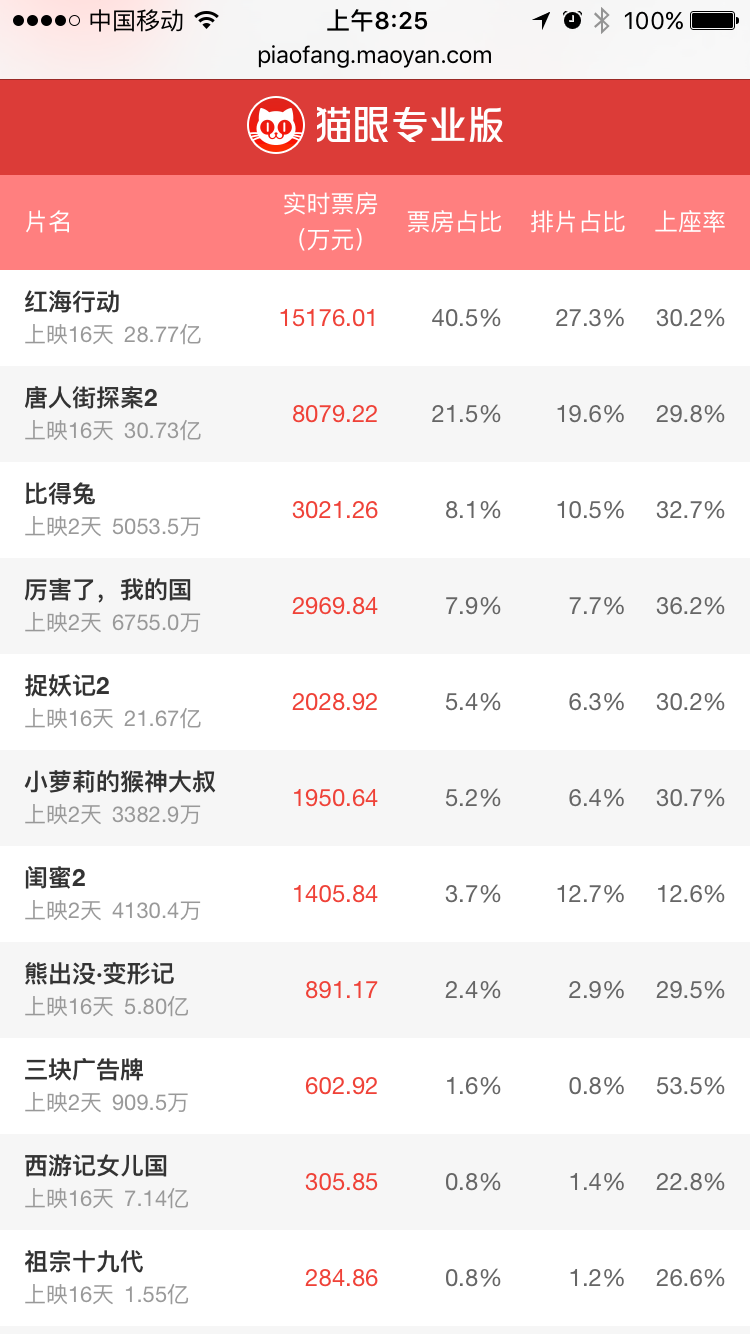 中国移动 上午8:25 100%
piaofang.maoyan.com
猫眼专业版
片名 实时票房 (万元) 票房占比 排片占比 上座率
红海行动
上映16天 28.77亿 15176.01 40.5% 27.3% 30.2%
唐人街探案2
上映16天 30.73亿 8079.22 21.5% 19.6% 29.8%
比得兔
上映2天 5053.5万 3021.26 8.1% 10.5% 32.7%
厉害了，我的国
上映2天 6755.0万 2969.84 7.9% 7.7% 36.2%
捉妖记2
上映16天 21.67亿 2028.92 5.4% 6.3% 30.2%
小萝莉的猴神大叔
上映2天 3382.9万 1950.64 5.2% 6.4% 30.7%
闺蜜2
上映2天 4130.4万 1405.84 3.7% 12.7% 12.6%
熊出没·变形记
上映16天 5.80亿 891.17 2.4% 2.9% 29.5%
三块广告牌
上映2天 909.5万 602.92 1.6% 0.8% 53.5%
西游记女儿国
上映16天 7.14亿 305.85 0.8% 1.4% 22.8%
祖宗十九代
上映16天 1.55亿 284.86 0.8% 1.2% 26.6%